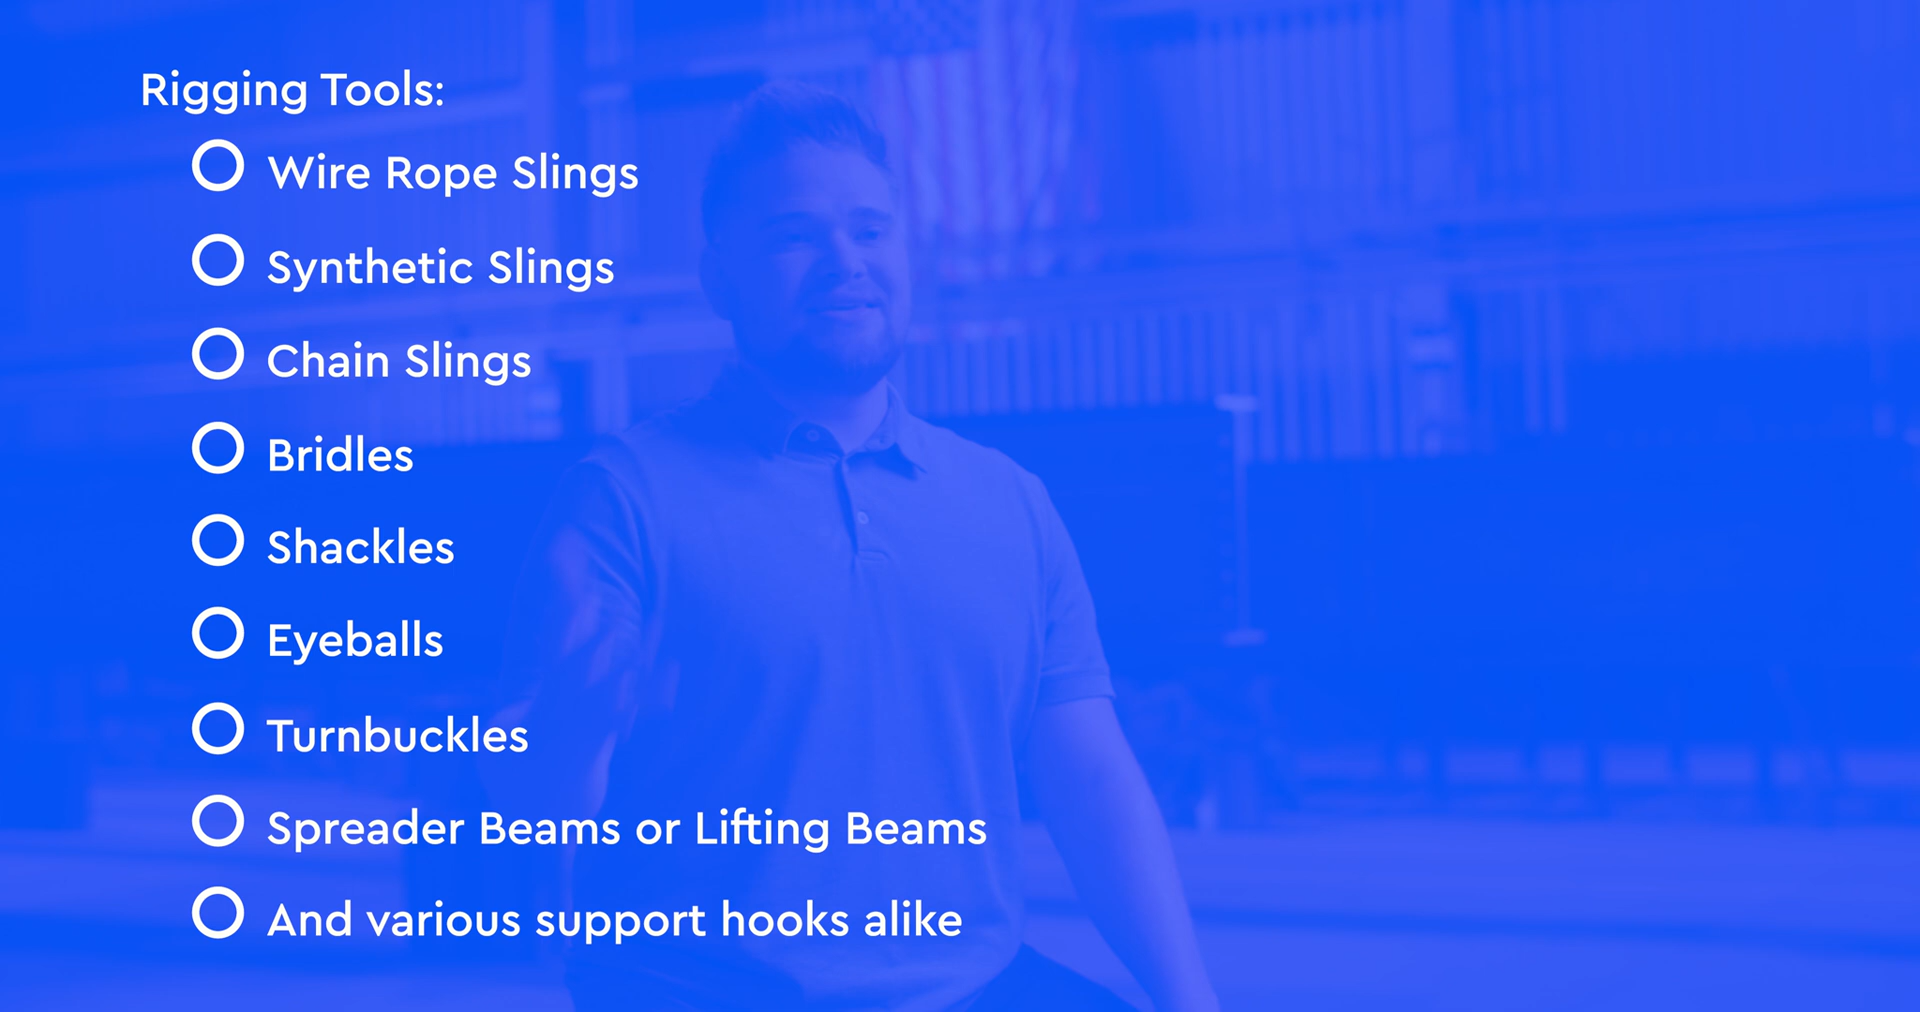 Rigging Tools:
Wire Rope Slings
Synthetic Slings
Chain Slings
Bridles
Shackles
Eyeballs
Turnbuckles
Spreader Beams or Lifting Beams
And various support hooks alike